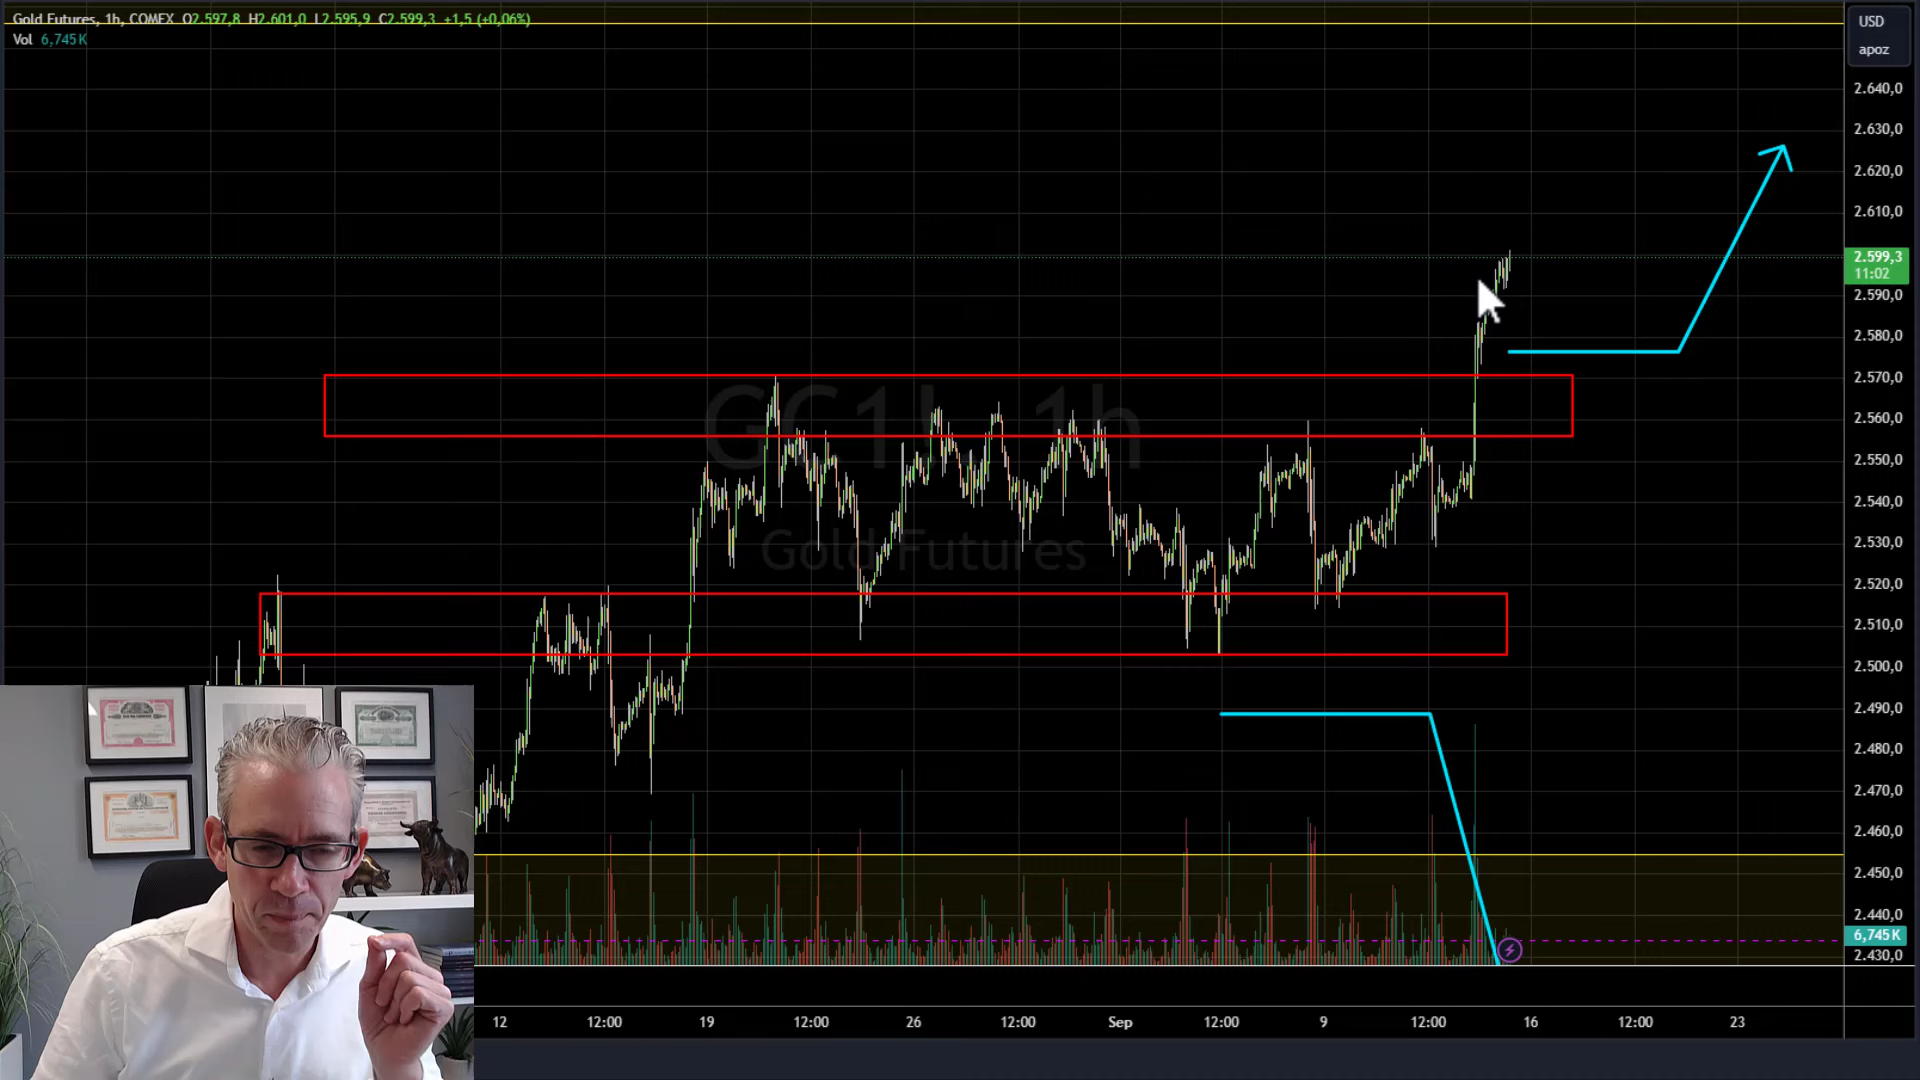 Gold Futures, 1h, COMEX O2.597,8 H2.601,0 L2.595,9 C2.599,3 +1,5 (+0,06%)
Vol 6,745K
USD
apoz
2.640,0
2.630,0
2.620,0
2.610,0
2.599,3
11:02
2.590,0
2.580,0
2.570,0
2.560,0
2.550,0
2.540,0
2.530,0
2.520,0
2.510,0
2.500,0
2.490,0
2.480,0
2.470,0
2.460,0
2.450,0
2.440,0
6,745K
2.430,0
GC1!, 1h
Gold Futures
12 12:00 19 12:00 26 12:00 Sep 12:00 9 12:00 16 12:00 23